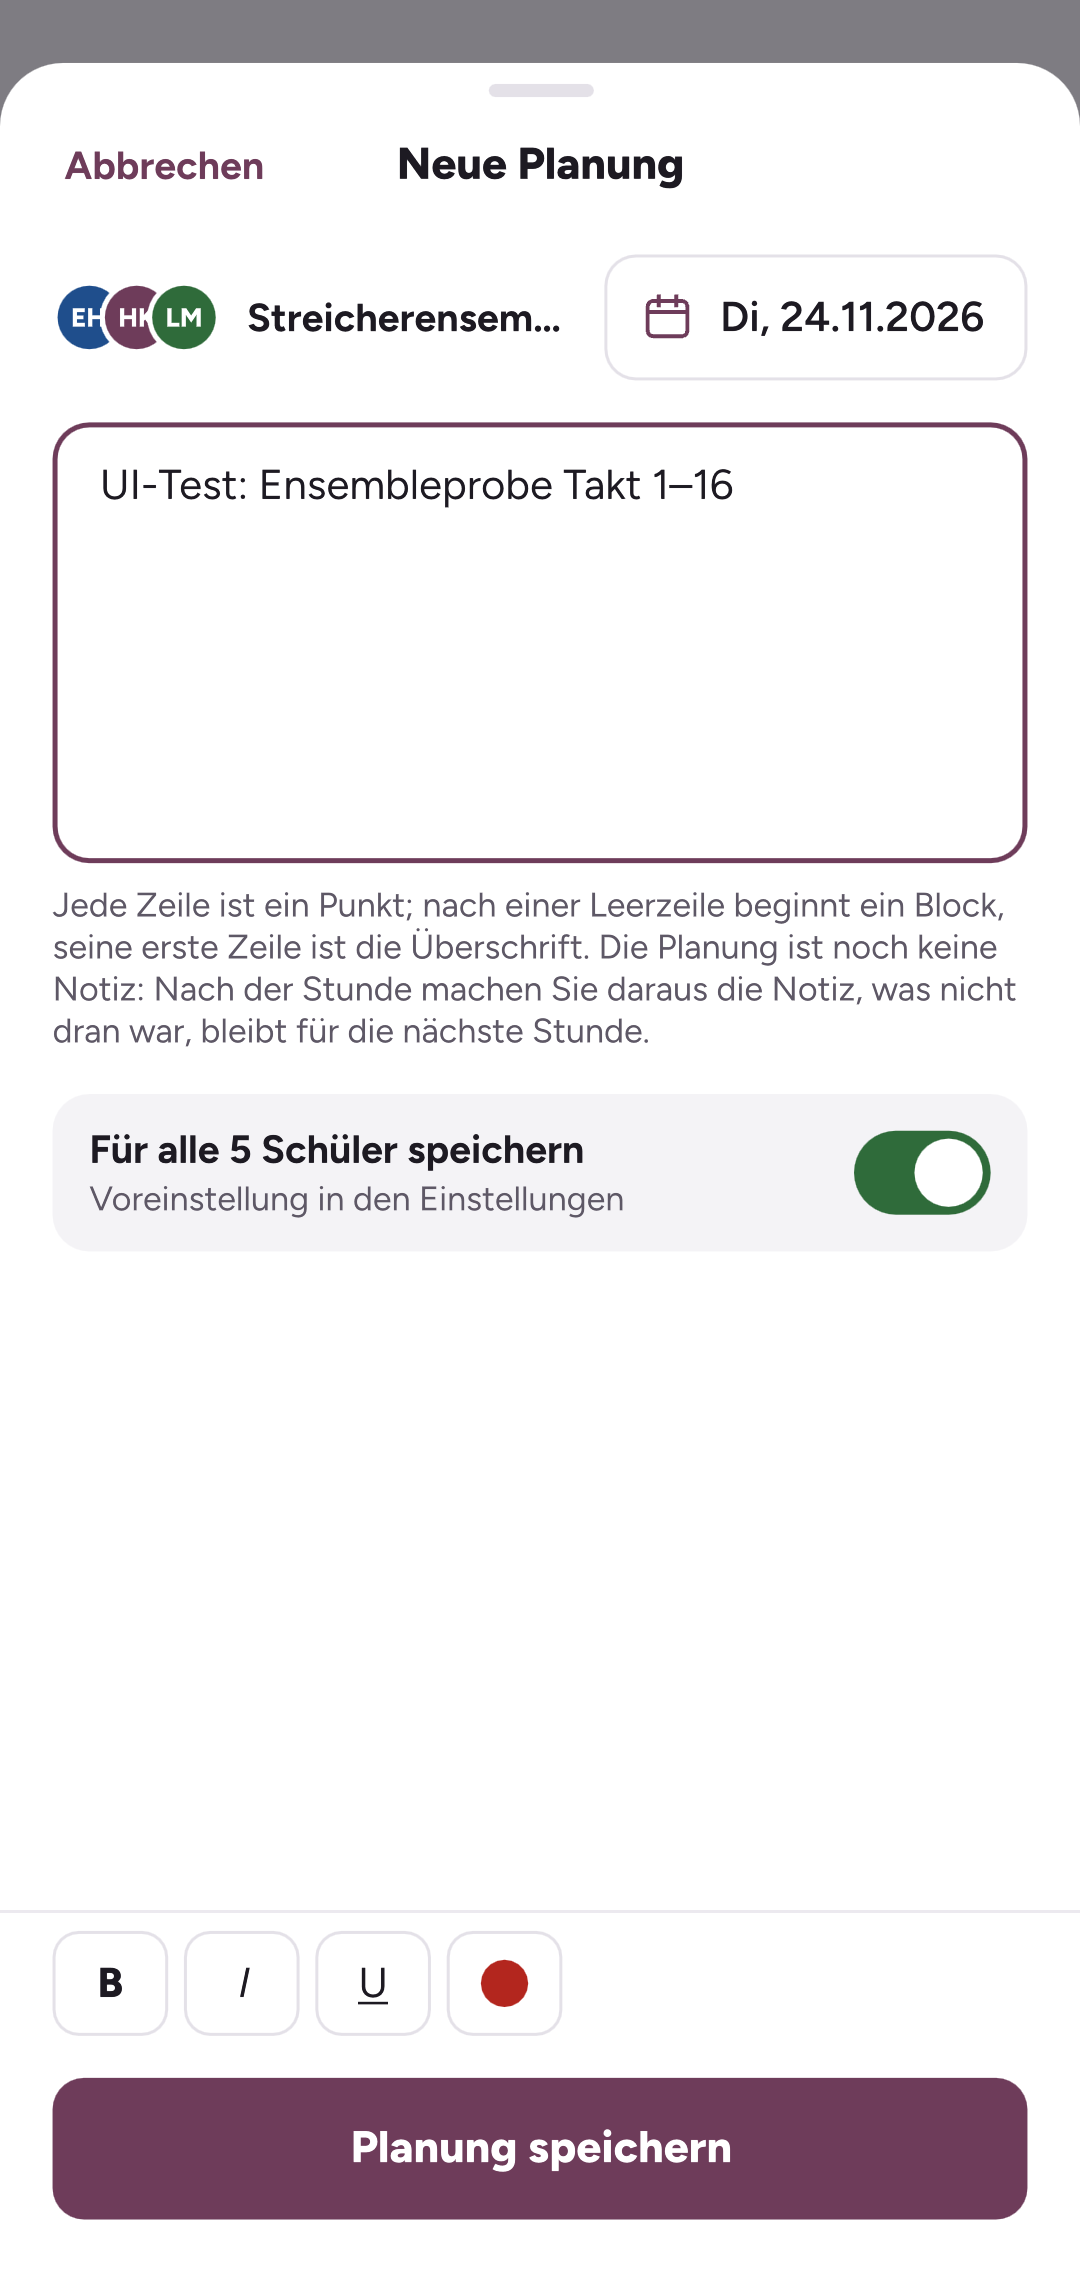 Abbrechen
Neue Planung
EH HK LM
Streicherensem...
Di, 24.11.2026
UI-Test: Ensembleprobe Takt 1–16
Jede Zeile ist ein Punkt; nach einer Leerzeile beginnt ein Block,
seine erste Zeile ist die Überschrift. Die Planung ist noch keine
Notiz: Nach der Stunde machen Sie daraus die Notiz, was nicht
dran war, bleibt für die nächste Stunde.
Für alle 5 Schüler speichern
Voreinstellung in den Einstellungen
B I U
Planung speichern